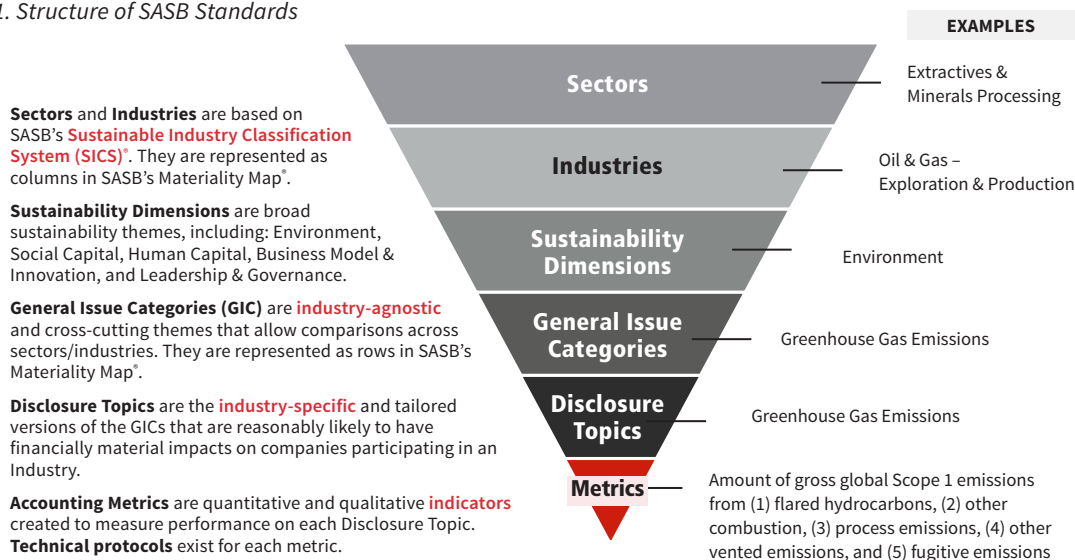 1. Structure of SASB Standards
EXAMPLES
Sectors
Extractives &
Minerals Processing
Sectors and Industries are based on
SASB's Sustainable Industry Classification
System (SICS)®. They are represented as
columns in SASB's Materiality Map®.
Industries
Oil & Gas –
Exploration & Production
Sustainability Dimensions are broad
sustainability themes, including: Environment,
Social Capital, Human Capital, Business Model &
Innovation, and Leadership & Governance.
Sustainability
Dimensions
Environment
General Issue Categories (GIC) are industry-agnostic
and cross-cutting themes that allow comparisons across
sectors/industries. They are represented as rows in SASB's
Materiality Map®.
General Issue
Categories
Greenhouse Gas Emissions
Disclosure Topics are the industry-specific and tailored
versions of the GICs that are reasonably likely to have
financially material impacts on companies participating in an
Industry.
Disclosure
Topics
Greenhouse Gas Emissions
Accounting Metrics are quantitative and qualitative indicators
created to measure performance on each Disclosure Topic.
Technical protocols exist for each metric.
Metrics
Amount of gross global Scope 1 emissions
from (1) flared hydrocarbons, (2) other
combustion, (3) process emissions, (4) other
vented emissions, and (5) fugitive emissions